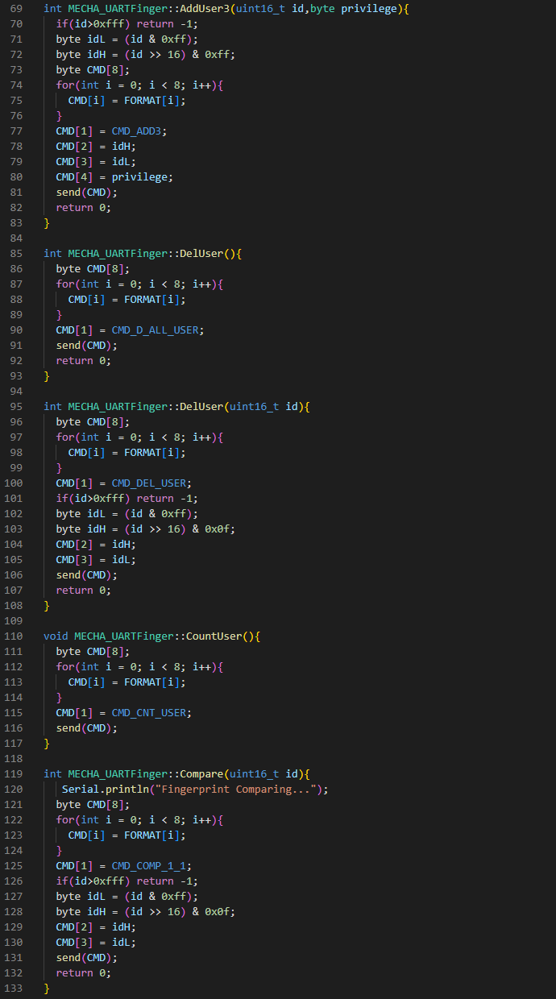 69 int MECHA_UARTFinger::AddUser3(uint16_t id,byte privilege){
70   if(id>0xfff) return -1;
71   byte idL = (id & 0xff);
72   byte idH = (id >> 16) & 0xff;
73   byte CMD[8];
74   for(int i = 0; i < 8; i++){
75     CMD[i] = FORMAT[i];
76   }
77   CMD[1] = CMD_ADD3;
78   CMD[2] = idH;
79   CMD[3] = idL;
80   CMD[4] = privilege;
81   send(CMD);
82   return 0;
83 }
84
85 int MECHA_UARTFinger::DelUser(){
86   byte CMD[8];
87   for(int i = 0; i < 8; i++){
88     CMD[i] = FORMAT[i];
89   }
90   CMD[1] = CMD_D_ALL_USER;
91   send(CMD);
92   return 0;
93 }
94
95 int MECHA_UARTFinger::DelUser(uint16_t id){
96   byte CMD[8];
97   for(int i = 0; i < 8; i++){
98     CMD[i] = FORMAT[i];
99   }
100   CMD[1] = CMD_DEL_USER;
101   if(id>0xfff) return -1;
102   byte idL = (id & 0xff);
103   byte idH = (id >> 16) & 0x0f;
104   CMD[2] = idH;
105   CMD[3] = idL;
106   send(CMD);
107   return 0;
108 }
109
110 void MECHA_UARTFinger::CountUser(){
111   byte CMD[8];
112   for(int i = 0; i < 8; i++){
113     CMD[i] = FORMAT[i];
114   }
115   CMD[1] = CMD_CNT_USER;
116   send(CMD);
117 }
118
119 int MECHA_UARTFinger::Compare(uint16_t id){
120    Serial.println("Fingerprint Comparing...");
121   byte CMD[8];
122   for(int i = 0; i < 8; i++){
123     CMD[i] = FORMAT[i];
124   }
125   CMD[1] = CMD_COMP_1_1;
126   if(id>0xfff) return -1;
127   byte idL = (id & 0xff);
128   byte idH = (id >> 16) & 0x0f;
129   CMD[2] = idH;
130   CMD[3] = idL;
131   send(CMD);
132   return 0;
133 }